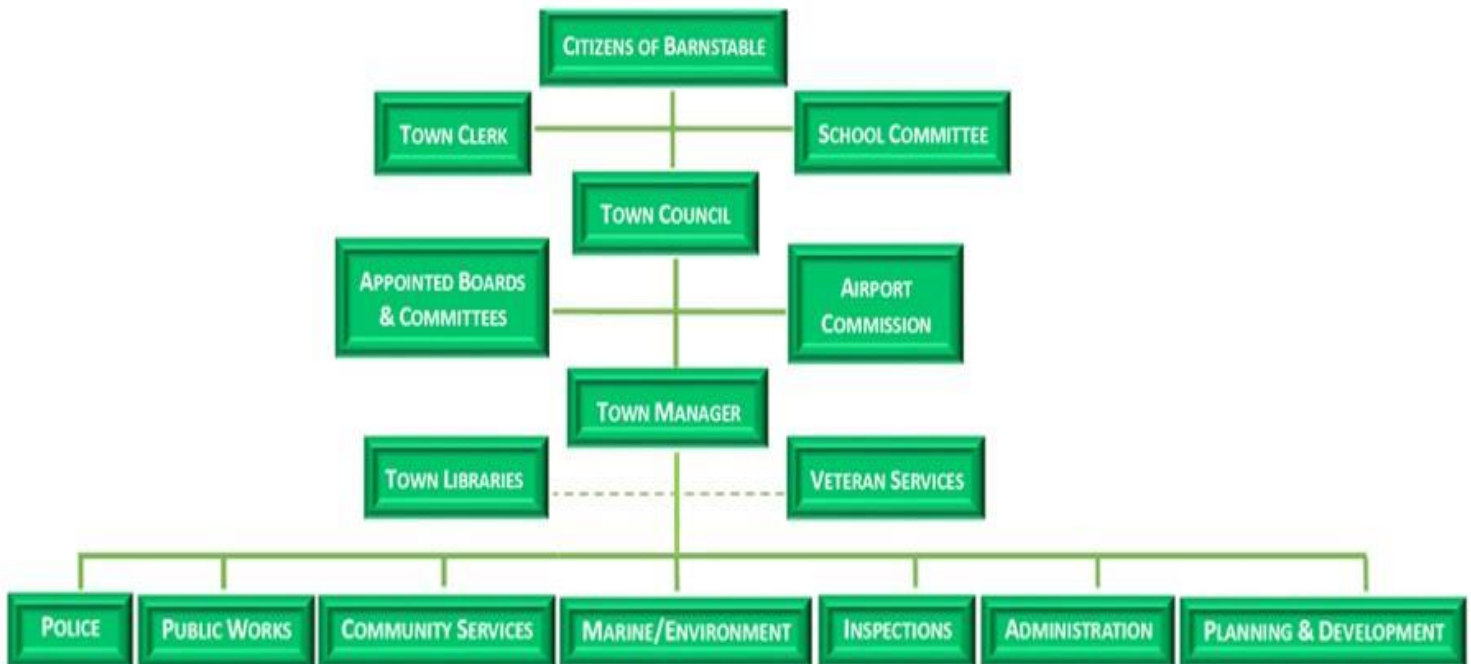 CITIZENS OF BARNSTABLE
TOWN CLERK
SCHOOL COMMITTEE
TOWN COUNCIL
APPOINTED BOARDS
& COMMITTEES
AIRPORT
COMMISSION
TOWN MANAGER
TOWN LIBRARIES
VETERAN SERVICES
POLICE
PUBLIC WORKS
COMMUNITY SERVICES
MARINE/ENVIRONMENT
INSPECTIONS
ADMINISTRATION
PLANNING & DEVELOPMENT